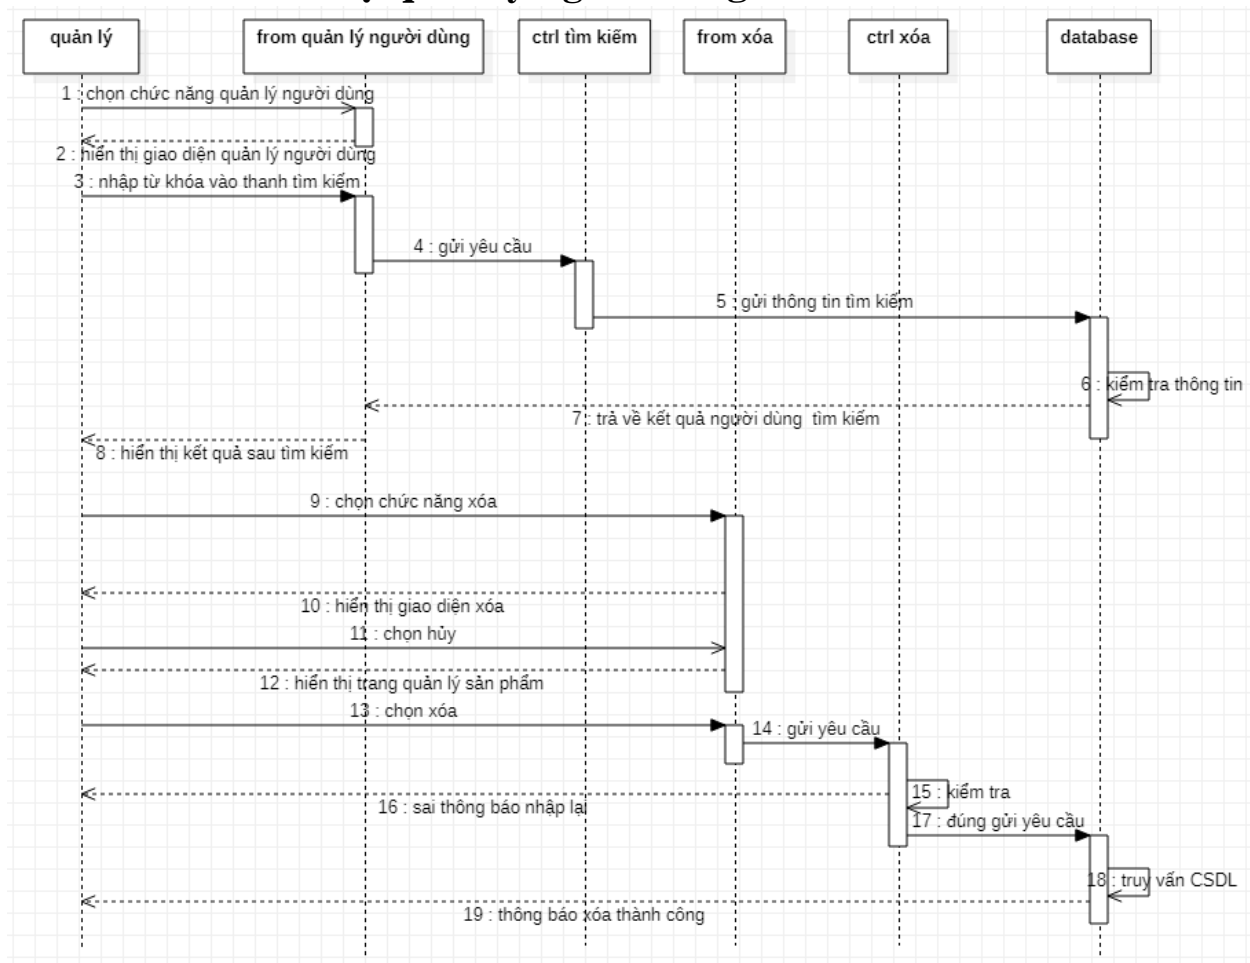 quản lý
from quản lý người dùng
ctrl tìm kiếm
from xóa
ctrl xóa
database
1 : chọn chức năng quản lý người dùng
2 : hiển thị giao diện quản lý người dùng
3 : nhập từ khóa vào thanh tìm kiếm
4 : gửi yêu cầu
5 : gửi thông tin tìm kiếm
6 : kiểm tra thông tin
7 : trả về kết quả người dùng tìm kiếm
8 : hiển thị kết quả sau tìm kiếm
9 : chọn chức năng xóa
10 : hiển thị giao diện xóa
11 : chọn hủy
12 : hiển thị trang quản lý sản phẩm
13 : chọn xóa
14 : gửi yêu cầu
15 : kiểm tra
16 : sai thông báo nhập lại
17 : đúng gửi yêu cầu
18 : truy vấn CSDL
19 : thông báo xóa thành công